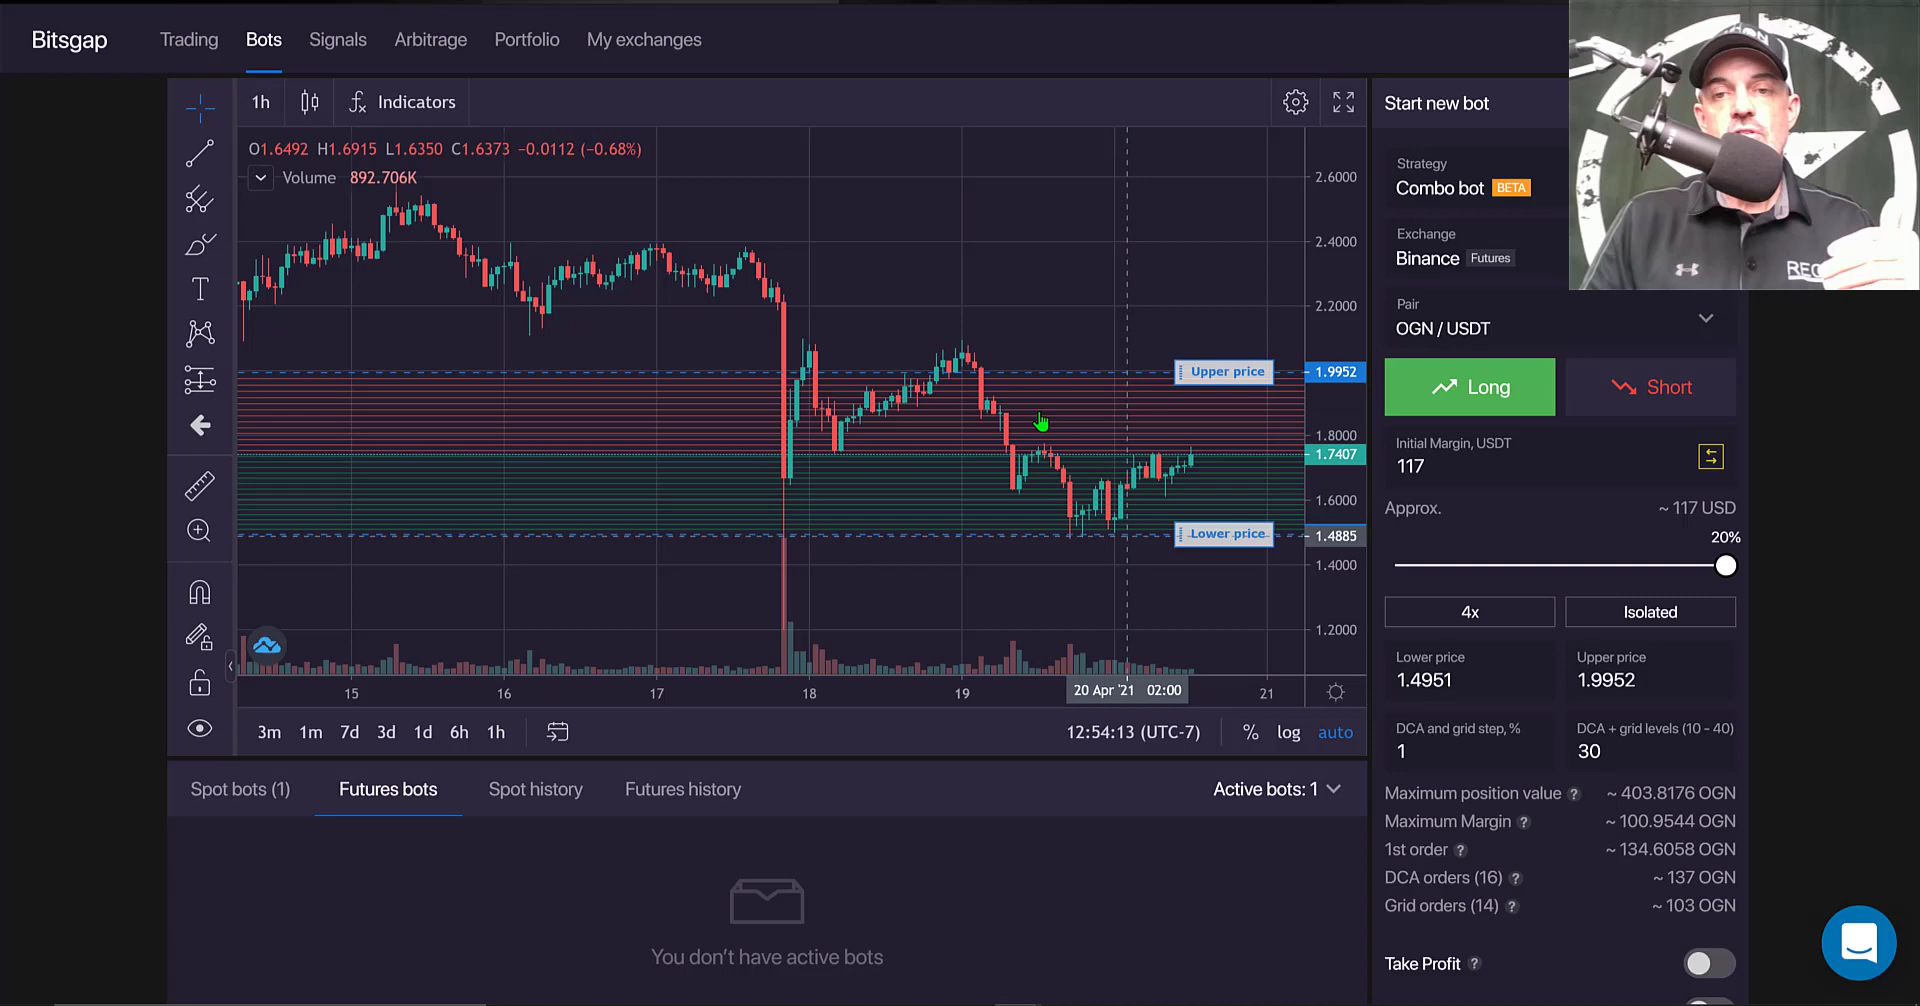 Bitsgap
Trading
Bots
Signals
Arbitrage
Portfolio
My exchanges
1h
Indicators
O1.6492 H1.6915 L1.6350 C1.6373 −0.0112 (−0.68%)
Volume 892.706K
2.6000
2.4000
2.2000
Upper price
1.9952
1.8000
1.7407
1.6000
Lower price
1.4885
1.4000
1.2000
15
16
17
18
19
20 Apr '21 02:00
21
3m
1m
7d
3d
1d
6h
1h
12:54:13 (UTC-7)
%
log
auto
Spot bots (1)
Futures bots
Spot history
Futures history
Active bots: 1
You don't have active bots
Start new bot
Strategy
Combo bot BETA
Exchange
Binance Futures
Pair
OGN / USDT
Long
Short
Initial Margin, USDT
117
Approx.
~ 117 USD
20%
4x
Isolated
Lower price
1.4951
Upper price
1.9952
DCA and grid step, %
1
DCA + grid levels (10 - 40)
30
Maximum position value ? ~ 403.8176 OGN
Maximum Margin ? ~ 100.9544 OGN
1st order ? ~ 134.6058 OGN
DCA orders (16) ? ~ 137 OGN
Grid orders (14) ? ~ 103 OGN
Take Profit ?